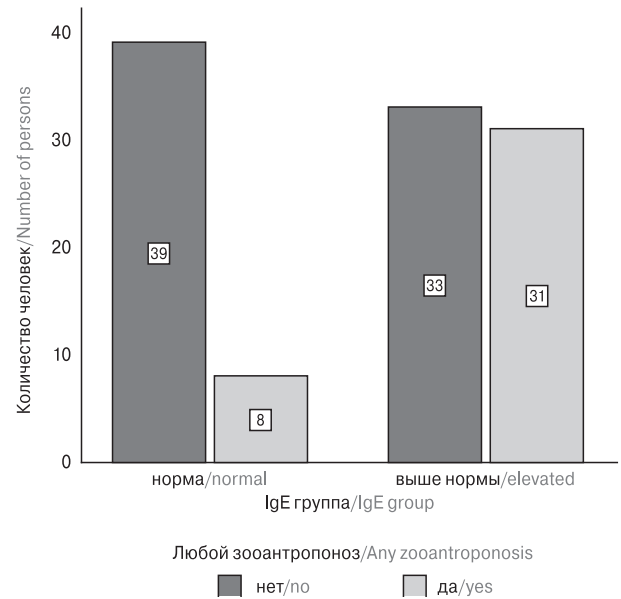 Количество человек/Number of persons
40
30
20
10
0
39
8
33
31
норма/normal
выше нормы/elevated
IgE группа/IgE group
Любой зооантропоноз/Any zooantroponosis
нет/no
да/yes